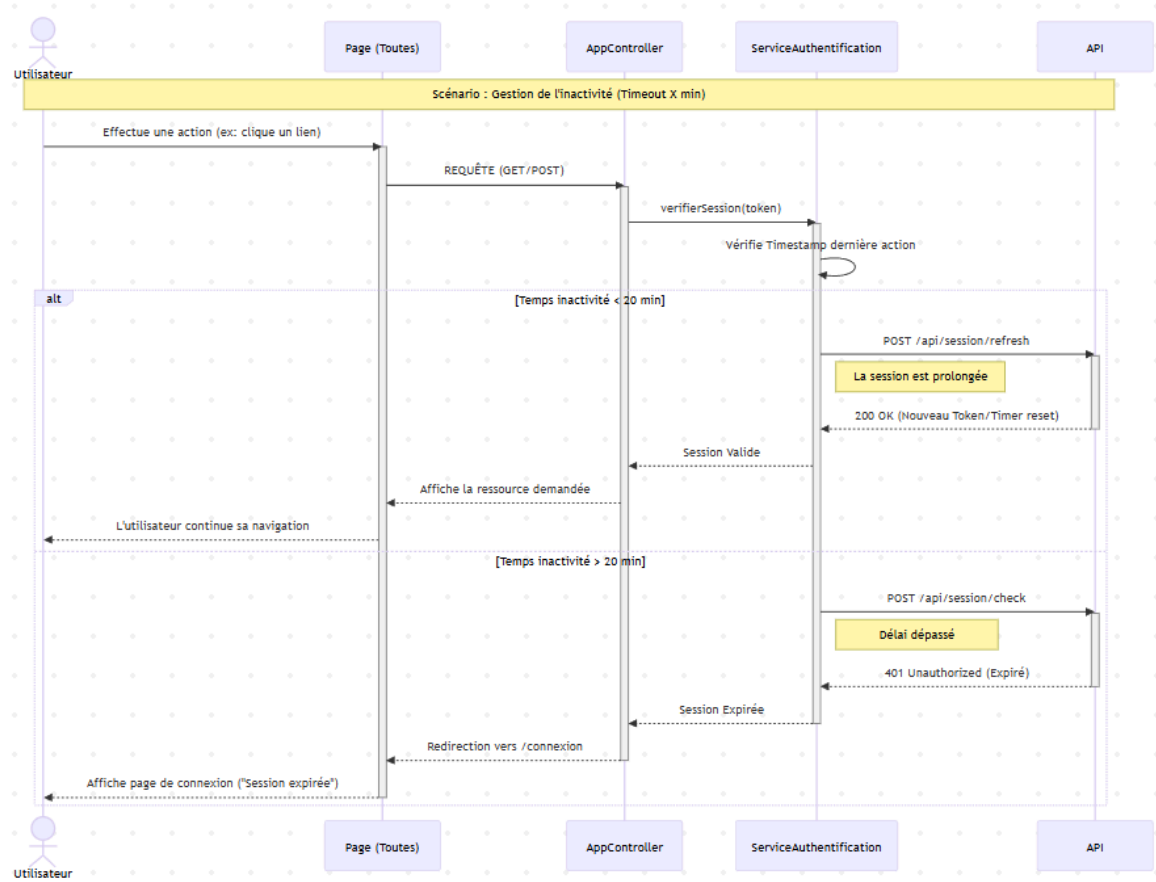 Page (Toutes)
AppController
ServiceAuthentification
API
Utilisateur
Scénario : Gestion de l'inactivité (Timeout X min)
Effectue une action (ex: clique un lien)
REQUÊTE (GET/POST)
verifierSession(token)
Vérifie Timestamp dernière action
alt
[Temps inactivité < 20 min]
POST /api/session/refresh
La session est prolongée
200 OK (Nouveau Token/Timer reset)
Session Valide
Affiche la ressource demandée
L'utilisateur continue sa navigation
[Temps inactivité > 20 min]
POST /api/session/check
Délai dépassé
401 Unauthorized (Expiré)
Session Expirée
Redirection vers /connexion
Affiche page de connexion ("Session expirée")
Page (Toutes)
AppController
ServiceAuthentification
API
Utilisateur